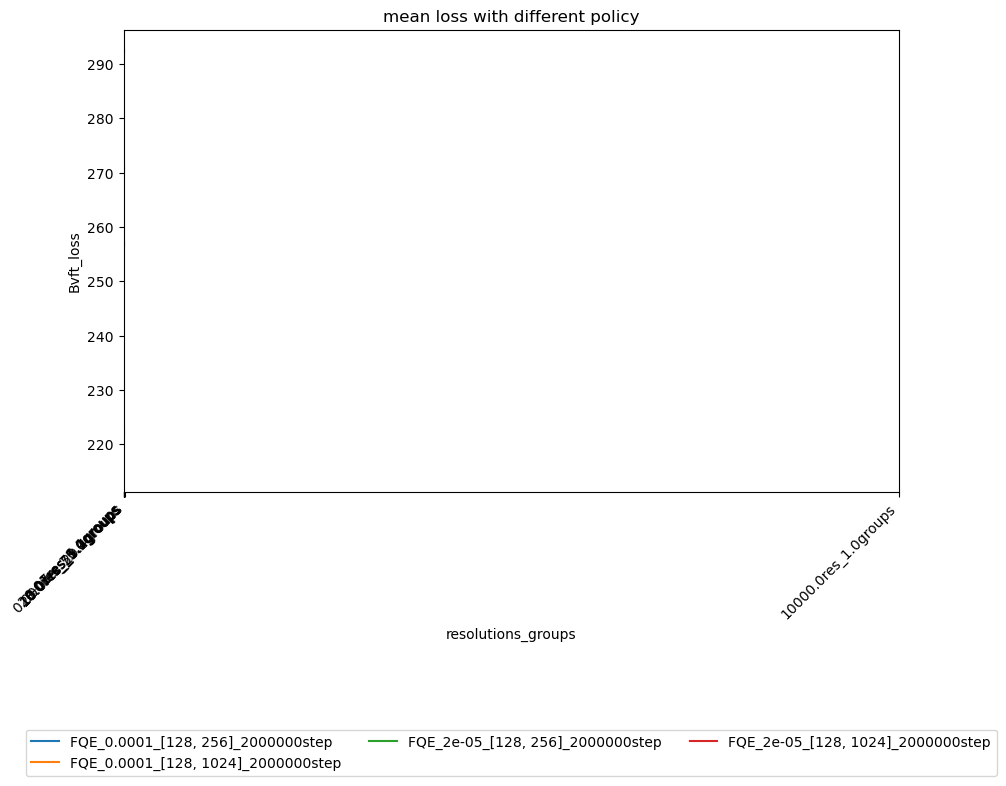 mean loss with different policy
290
280
270
260
250
240
230
220
Bvft_loss
10000.0res_1.0groups
resolutions_groups
FQE_0.0001_[128, 256]_2000000step
FQE_0.0001_[128, 1024]_2000000step
FQE_2e-05_[128, 256]_2000000step
FQE_2e-05_[128, 1024]_2000000step